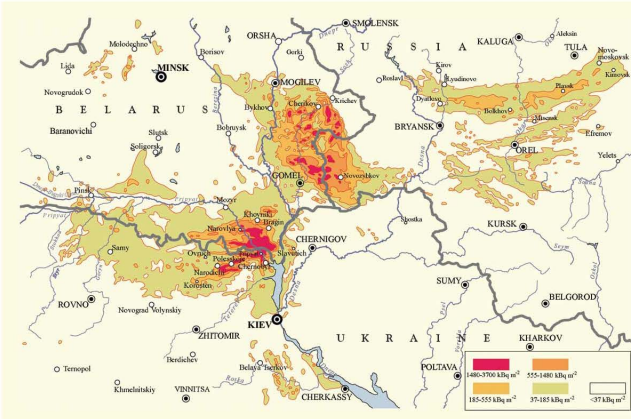 SMOLENSK
ORSHA
Dnepr
R U S S I A
KALUGA
Aleksin
TULA
Molodechno
Borisov
Gorki
Lida
MINSK
Roslavl
Kirov
Lyudinovo
Novo-
moskovsk
Novogrudok
MOGILEV
Krichev
Cherikov
Dyatkovo
Plavsk
B E L A R U S
Bykhov
Bolkhov
Baranovichi
Slutsk
Bobruysk
BRYANSK
Mtsensk
Efremov
Soligorsk
OREL
Yelets
GOMEL
Novozybkov
Desna
Pinsk
Pripyat
Mozyr
Khoyniki
Bragin
Shostka
KURSK
Narovlya
CHERNIGOV
Samy
Ovruch
Polesskoe
Slavutich
Chernobyl
Narodichi
Korosten
SUMY
ROVNO
Novograd Volynskiy
KIEV
BELGOROD
ZHITOMIR
U K R A I N E
KHARKOV
Berdichev
Belaya Tserkov
Ternopol
POLTAVA
Khmelnitskiy
VINNITSA
CHERKASSY
1480-3700 kBq m-2
555-1480 kBq m-2
185-555 kBq m-2
37-185 kBq m-2
<37 kBq m-2